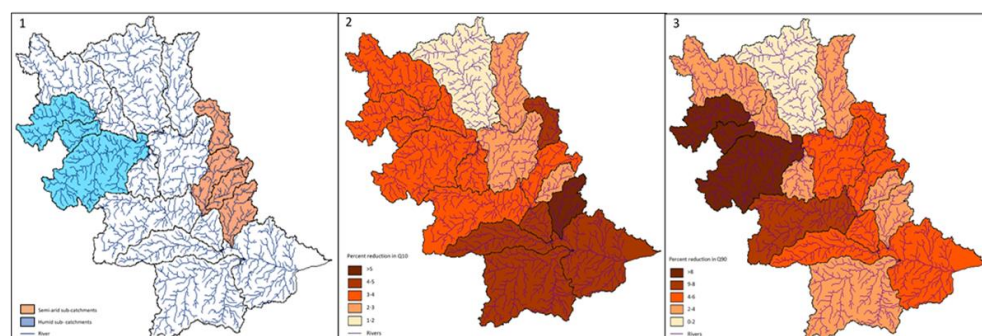 1
Semi-arid sub-catchments
Humid sub- catchments
River
2
Percent reduction in Q10
>5
4-5
3-4
2-3
1-2
Rivers
3
Percent reduction in Q90
>8
9-8
4-6
2-4
0-2
Rivers